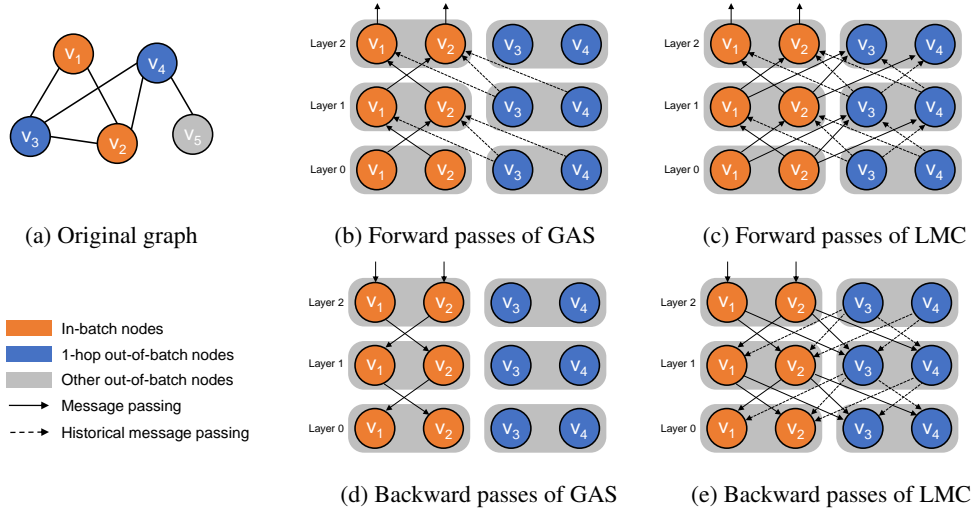 v1
v4
v3
v2
v5
(a) Original graph
Layer 2
v1 v2 v3 v4
Layer 1
v1 v2 v3 v4
Layer 0
v1 v2 v3 v4
(b) Forward passes of GAS
Layer 2
v1 v2 v3 v4
Layer 1
v1 v2 v3 v4
Layer 0
v1 v2 v3 v4
(c) Forward passes of LMC
In-batch nodes
1-hop out-of-batch nodes
Other out-of-batch nodes
Message passing
Historical message passing
Layer 2
v1 v2 v3 v4
Layer 1
v1 v2 v3 v4
Layer 0
v1 v2 v3 v4
(d) Backward passes of GAS
Layer 2
v1 v2 v3 v4
Layer 1
v1 v2 v3 v4
Layer 0
v1 v2 v3 v4
(e) Backward passes of LMC